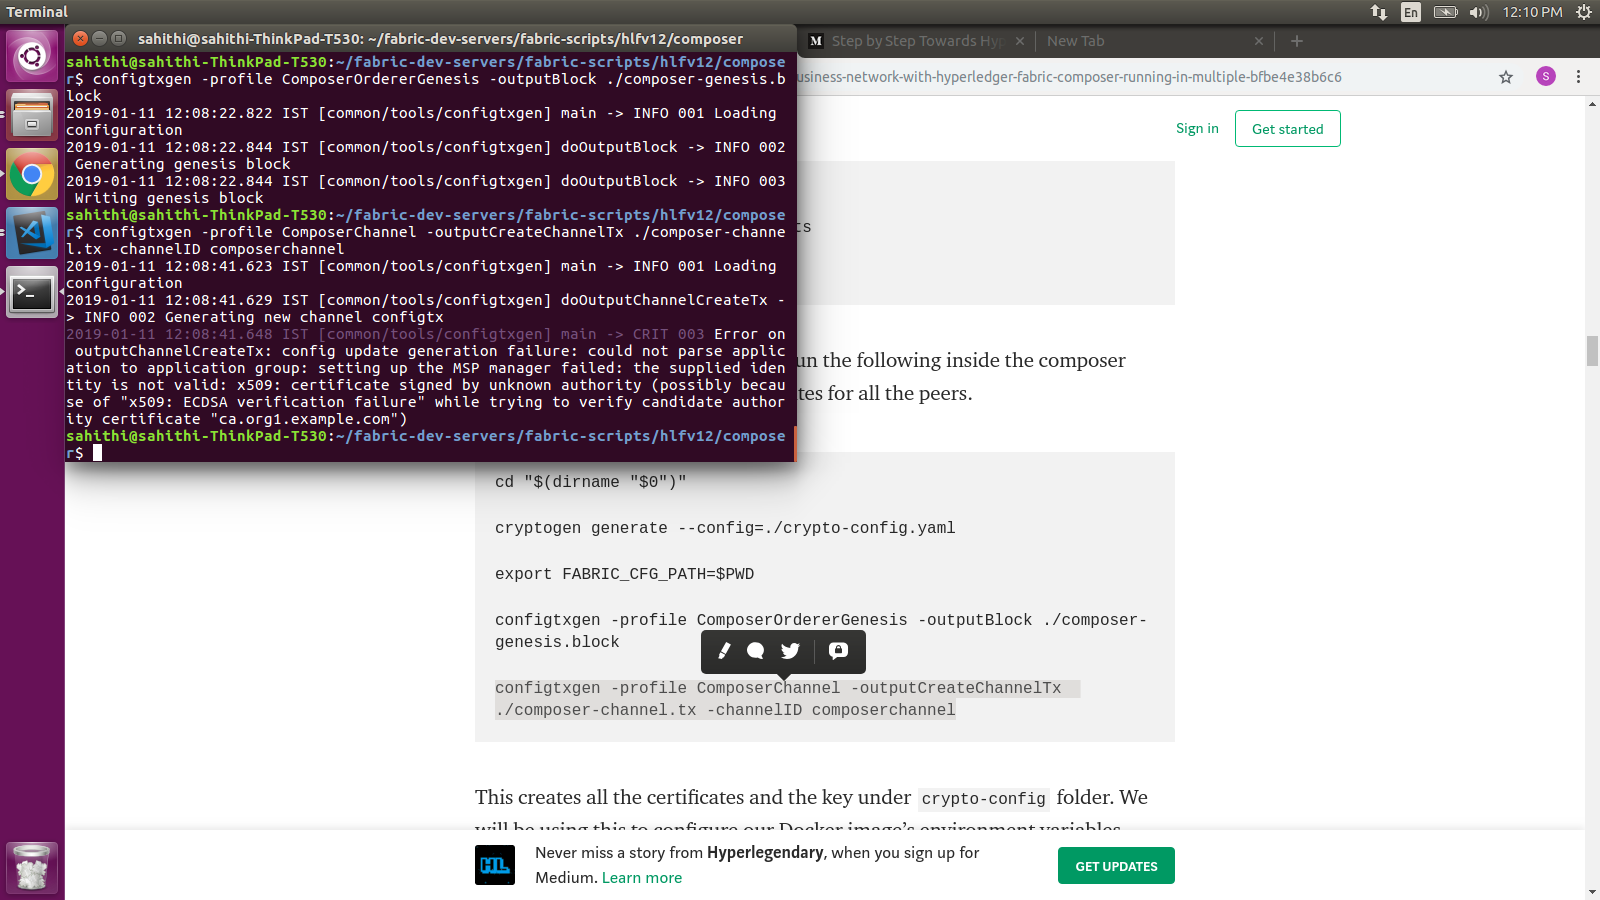 Terminal
En
12:10 PM
sahithi@sahithi-ThinkPad-T530: ~/fabric-dev-servers/fabric-scripts/hlfv12/composer
sahithi@sahithi-ThinkPad-T530:~/fabric-dev-servers/fabric-scripts/hlfv12/compose
r$ configtxgen -profile ComposerOrdererGenesis -outputBlock ./composer-genesis.b
lock
2019-01-11 12:08:22.822 IST [common/tools/configtxgen] main -> INFO 001 Loading
configuration
2019-01-11 12:08:22.844 IST [common/tools/configtxgen] doOutputBlock -> INFO 002
Generating genesis block
2019-01-11 12:08:22.844 IST [common/tools/configtxgen] doOutputBlock -> INFO 003
Writing genesis block
sahithi@sahithi-ThinkPad-T530:~/fabric-dev-servers/fabric-scripts/hlfv12/compose
r$ configtxgen -profile ComposerChannel -outputCreateChannelTx ./composer-channe
l.tx -channelID composerchannel
2019-01-11 12:08:41.623 IST [common/tools/configtxgen] main -> INFO 001 Loading
configuration
2019-01-11 12:08:41.629 IST [common/tools/configtxgen] doOutputChannelCreateTx -
> INFO 002 Generating new channel configtx
2019-01-11 12:08:41.648 IST [common/tools/configtxgen] main -> CRIT 003 Error on
outputChannelCreateTx: config update generation failure: could not parse applic
ation to application group: setting up the MSP manager failed: the supplied iden
tity is not valid: x509: certificate signed by unknown authority (possibly becau
se of "x509: ECDSA verification failure" while trying to verify candidate author
ity certificate "ca.org1.example.com")
sahithi@sahithi-ThinkPad-T530:~/fabric-dev-servers/fabric-scripts/hlfv12/compose
r$
M Step by Step Towards Hyp
New Tab
usiness-network-with-hyperledger-fabric-composer-running-in-multiple-bfbe4e38b6c6
S
Sign in
Get started
ts
un the following inside the composer
tes for all the peers.
cd "$(dirname "$0")"
cryptogen generate --config=./crypto-config.yaml
export FABRIC_CFG_PATH=$PWD
configtxgen -profile ComposerOrdererGenesis -outputBlock ./composer-
genesis.block
configtxgen -profile ComposerChannel -outputCreateChannelTx
./composer-channel.tx -channelID composerchannel
This creates all the certificates and the key under crypto-config folder. We
will be using this to configure our Docker image's environment variables
HL
Never miss a story from Hyperlegendary, when you sign up for
Medium. Learn more
GET UPDATES